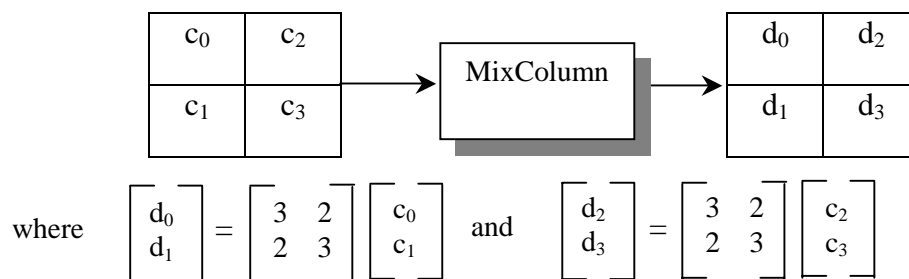 c₀ c₂ d₀ d₂
MixColumn
c₁ c₃ d₁ d₃
where [d₀ d₁] = [3 2 2 3] [c₀ c₁] and [d₂ d₃] = [3 2 2 3] [c₂ c₃]